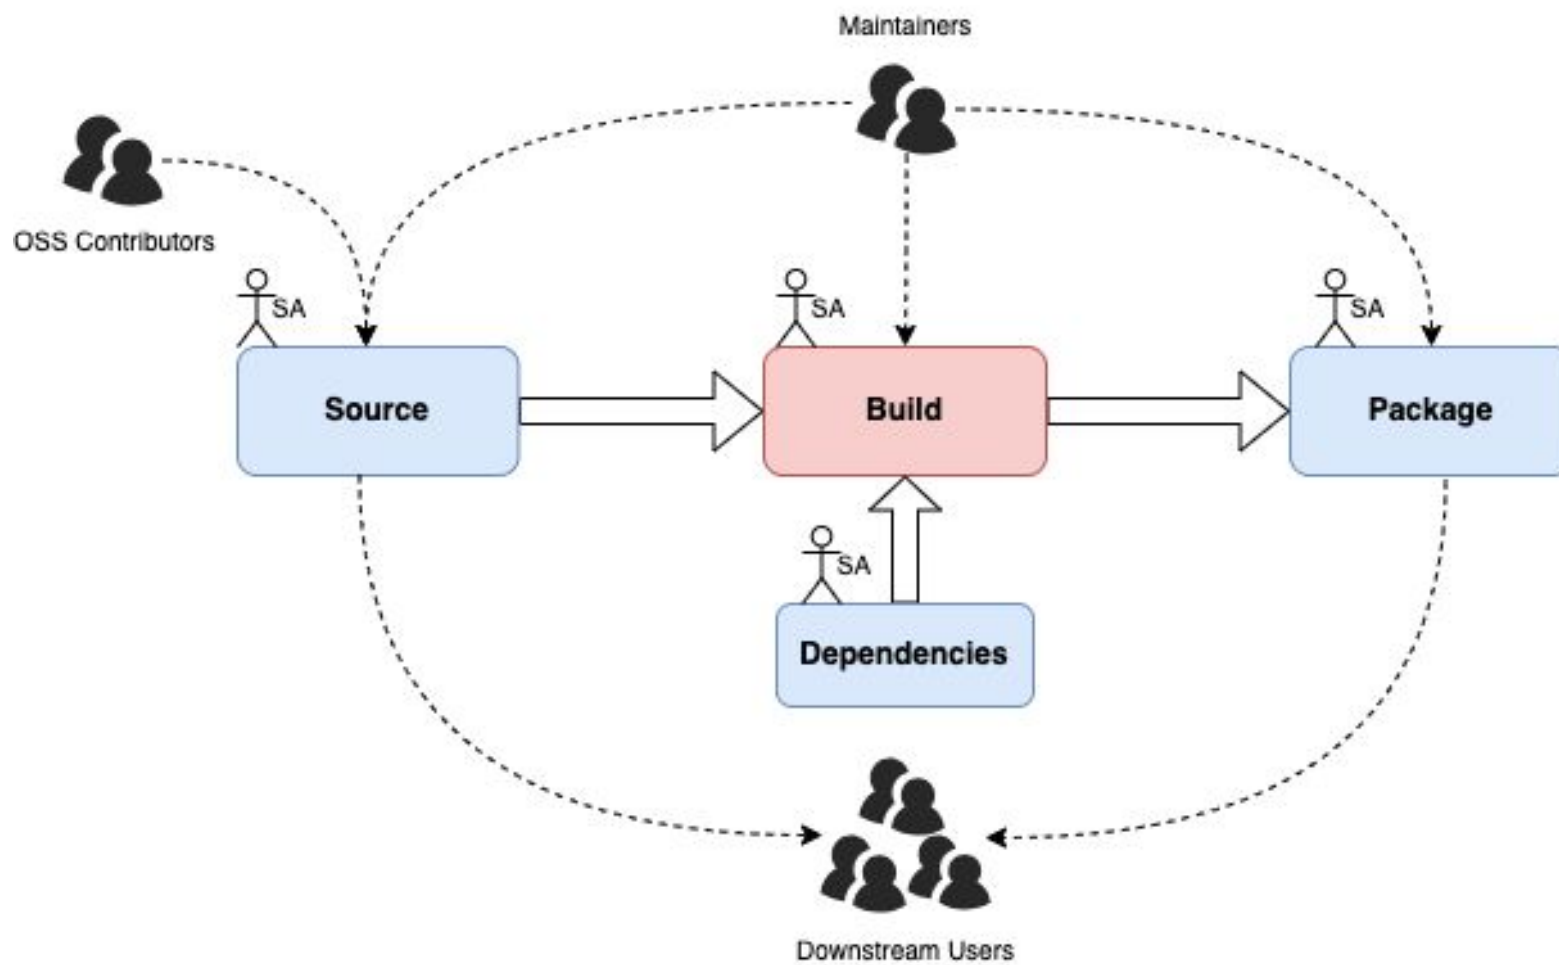 Maintainers
OSS Contributors
SA
SA
SA
Source
Build
Package
SA
Dependencies
Downstream Users